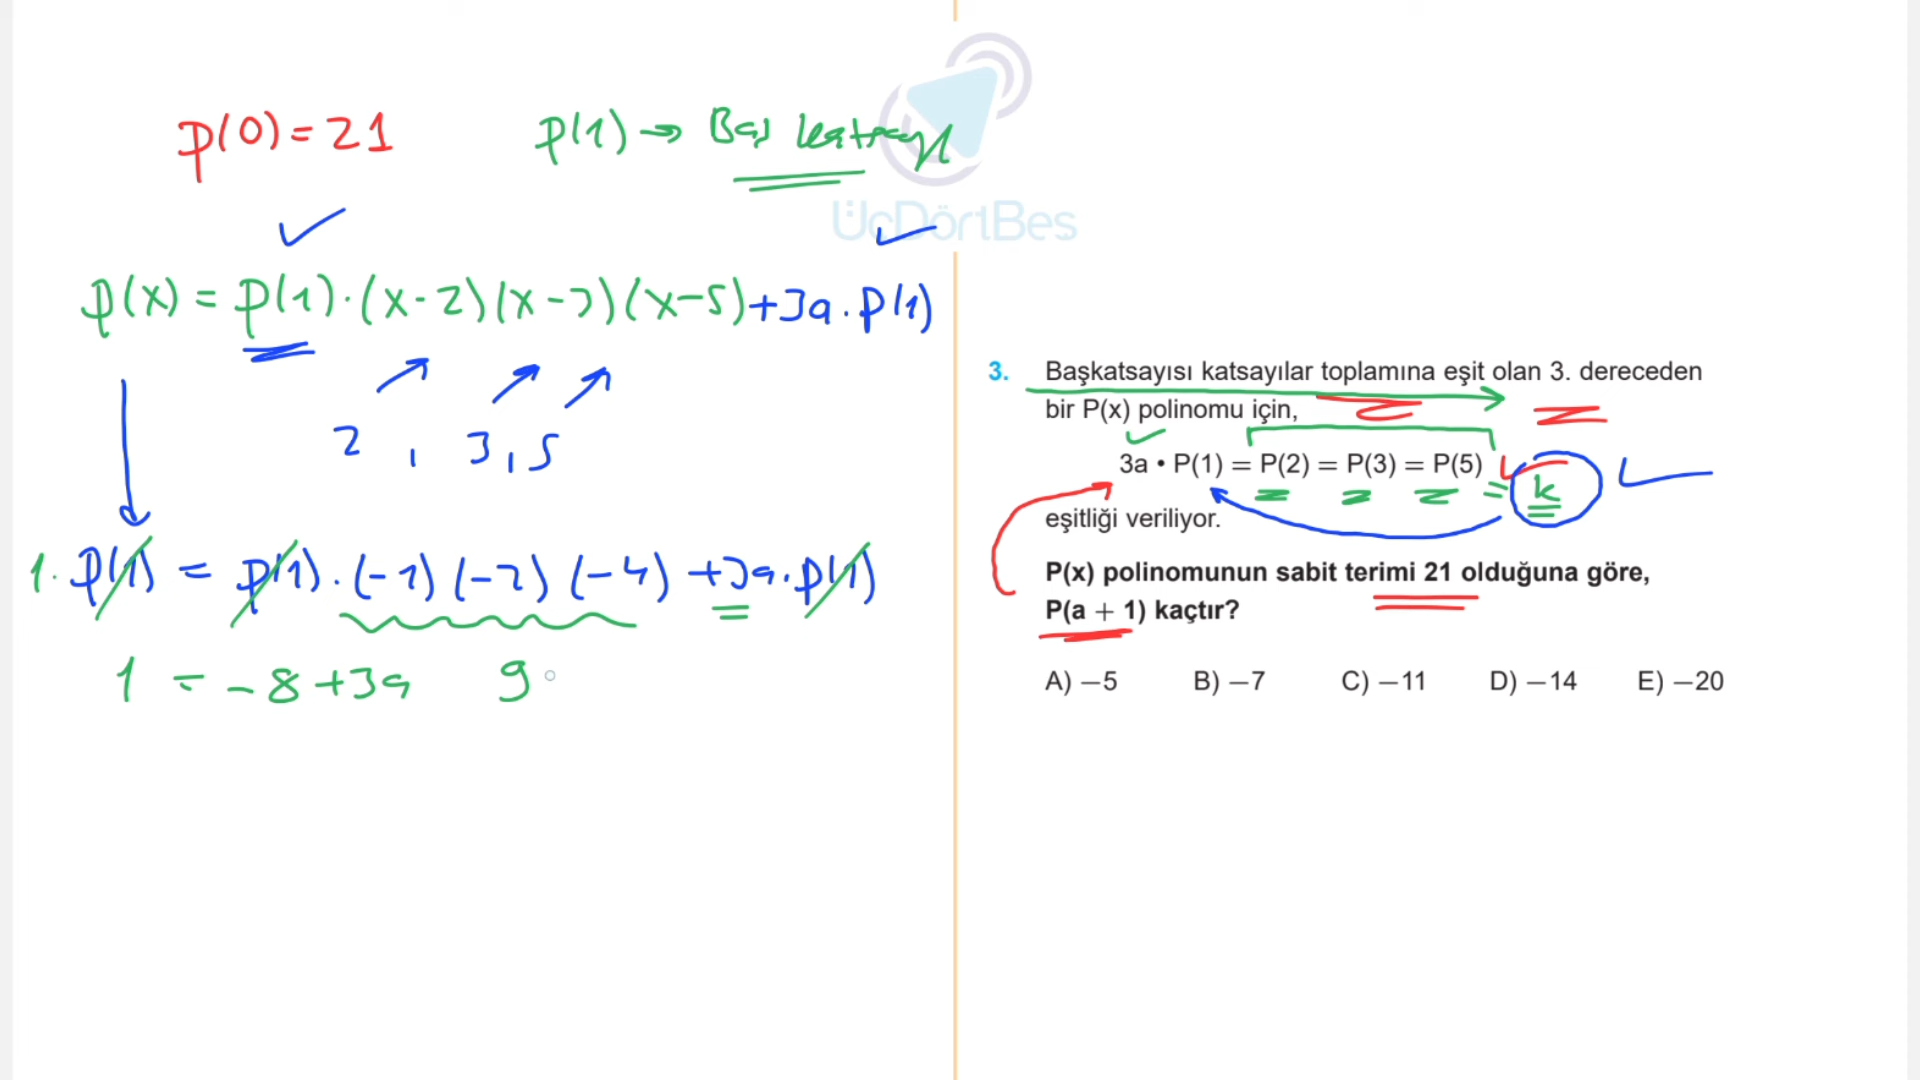 p(0)=21
p(1)→ Baş katsayı
ÜçDörtBeş
p(x) = p(1)·(x-2)(x-3)(x-5)+3a.p(1)
2, 3, 5
1. p(1) = p(1).(-1)(-2)(-4)+3a.p(1)
1 = -8+3a 9
3. Başkatsayısı katsayılar toplamına eşit olan 3. dereceden
bir P(x) polinomu için,
3a • P(1) = P(2) = P(3) = P(5) = k
eşitliği veriliyor.
P(x) polinomunun sabit terimi 21 olduğuna göre,
P(a + 1) kaçtır?
A) –5 B) –7 C) –11 D) –14 E) –20